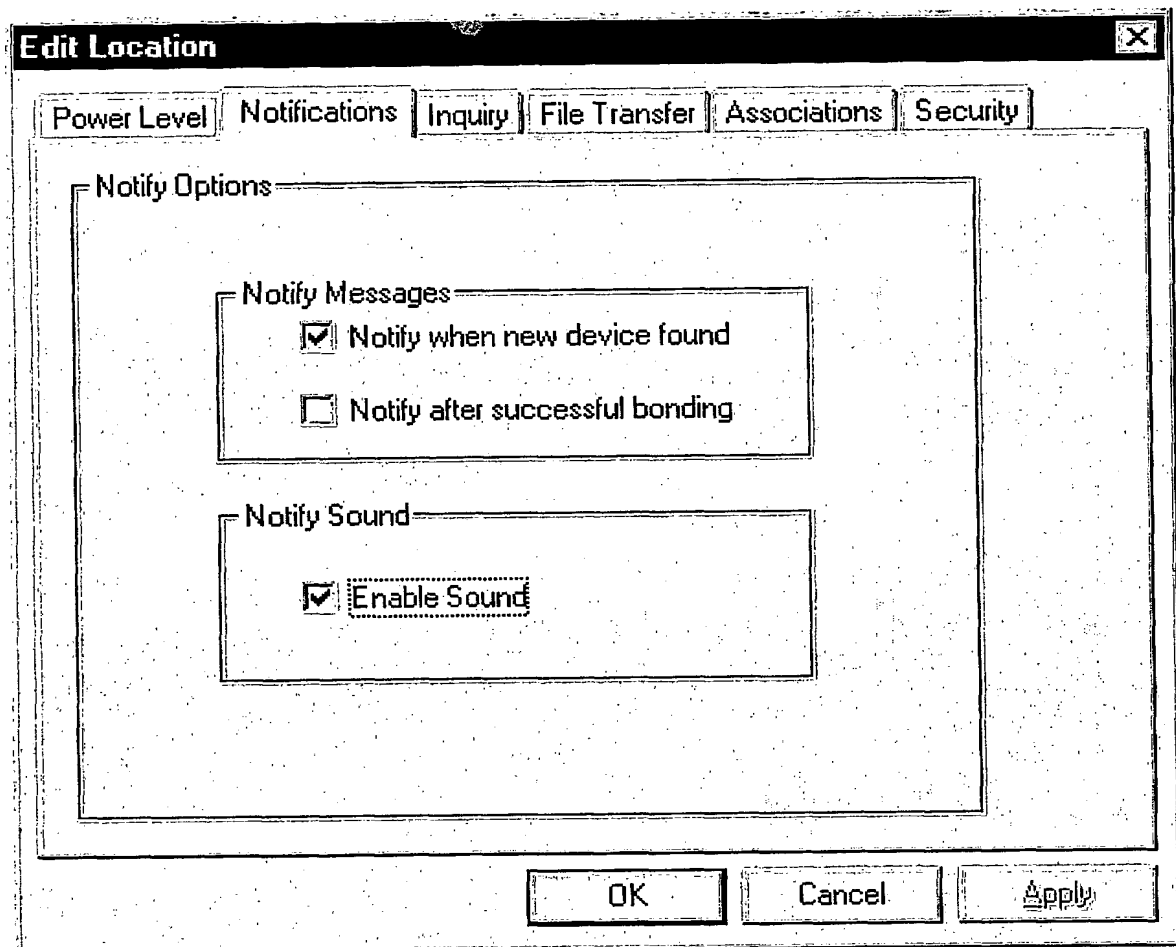 Edit Location
Power Level Notifications Inquiry File Transfer Associations Security
Notify Options
Notify Messages
Notify when new device found
Notify after successful bonding
Notify Sound
Enable Sound
OK Cancel Apply